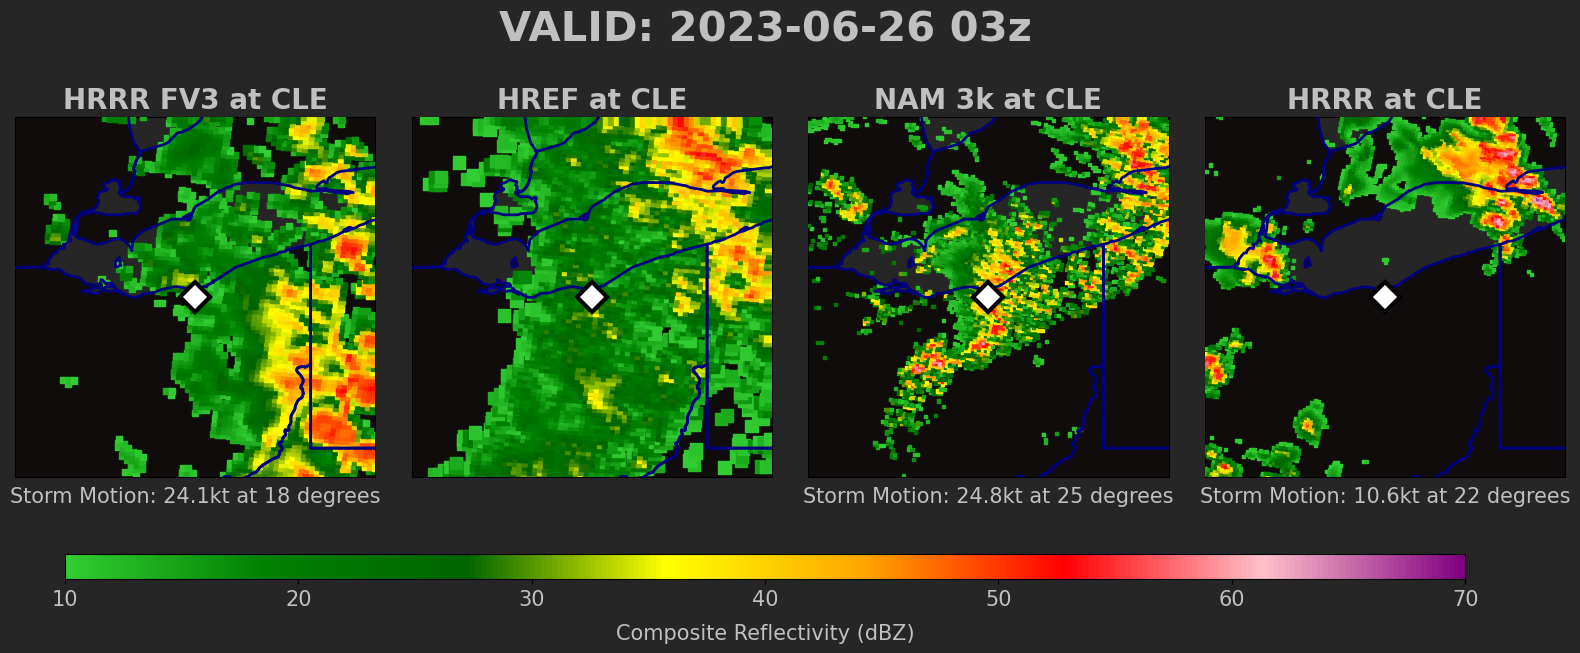 VALID: 2023-06-26 03z
HRRR FV3 at CLE
HREF at CLE
NAM 3k at CLE
HRRR at CLE
Storm Motion: 24.1kt at 18 degrees
Storm Motion: 24.8kt at 25 degrees
Storm Motion: 10.6kt at 22 degrees
10 20 30 40 50 60 70
Composite Reflectivity (dBZ)